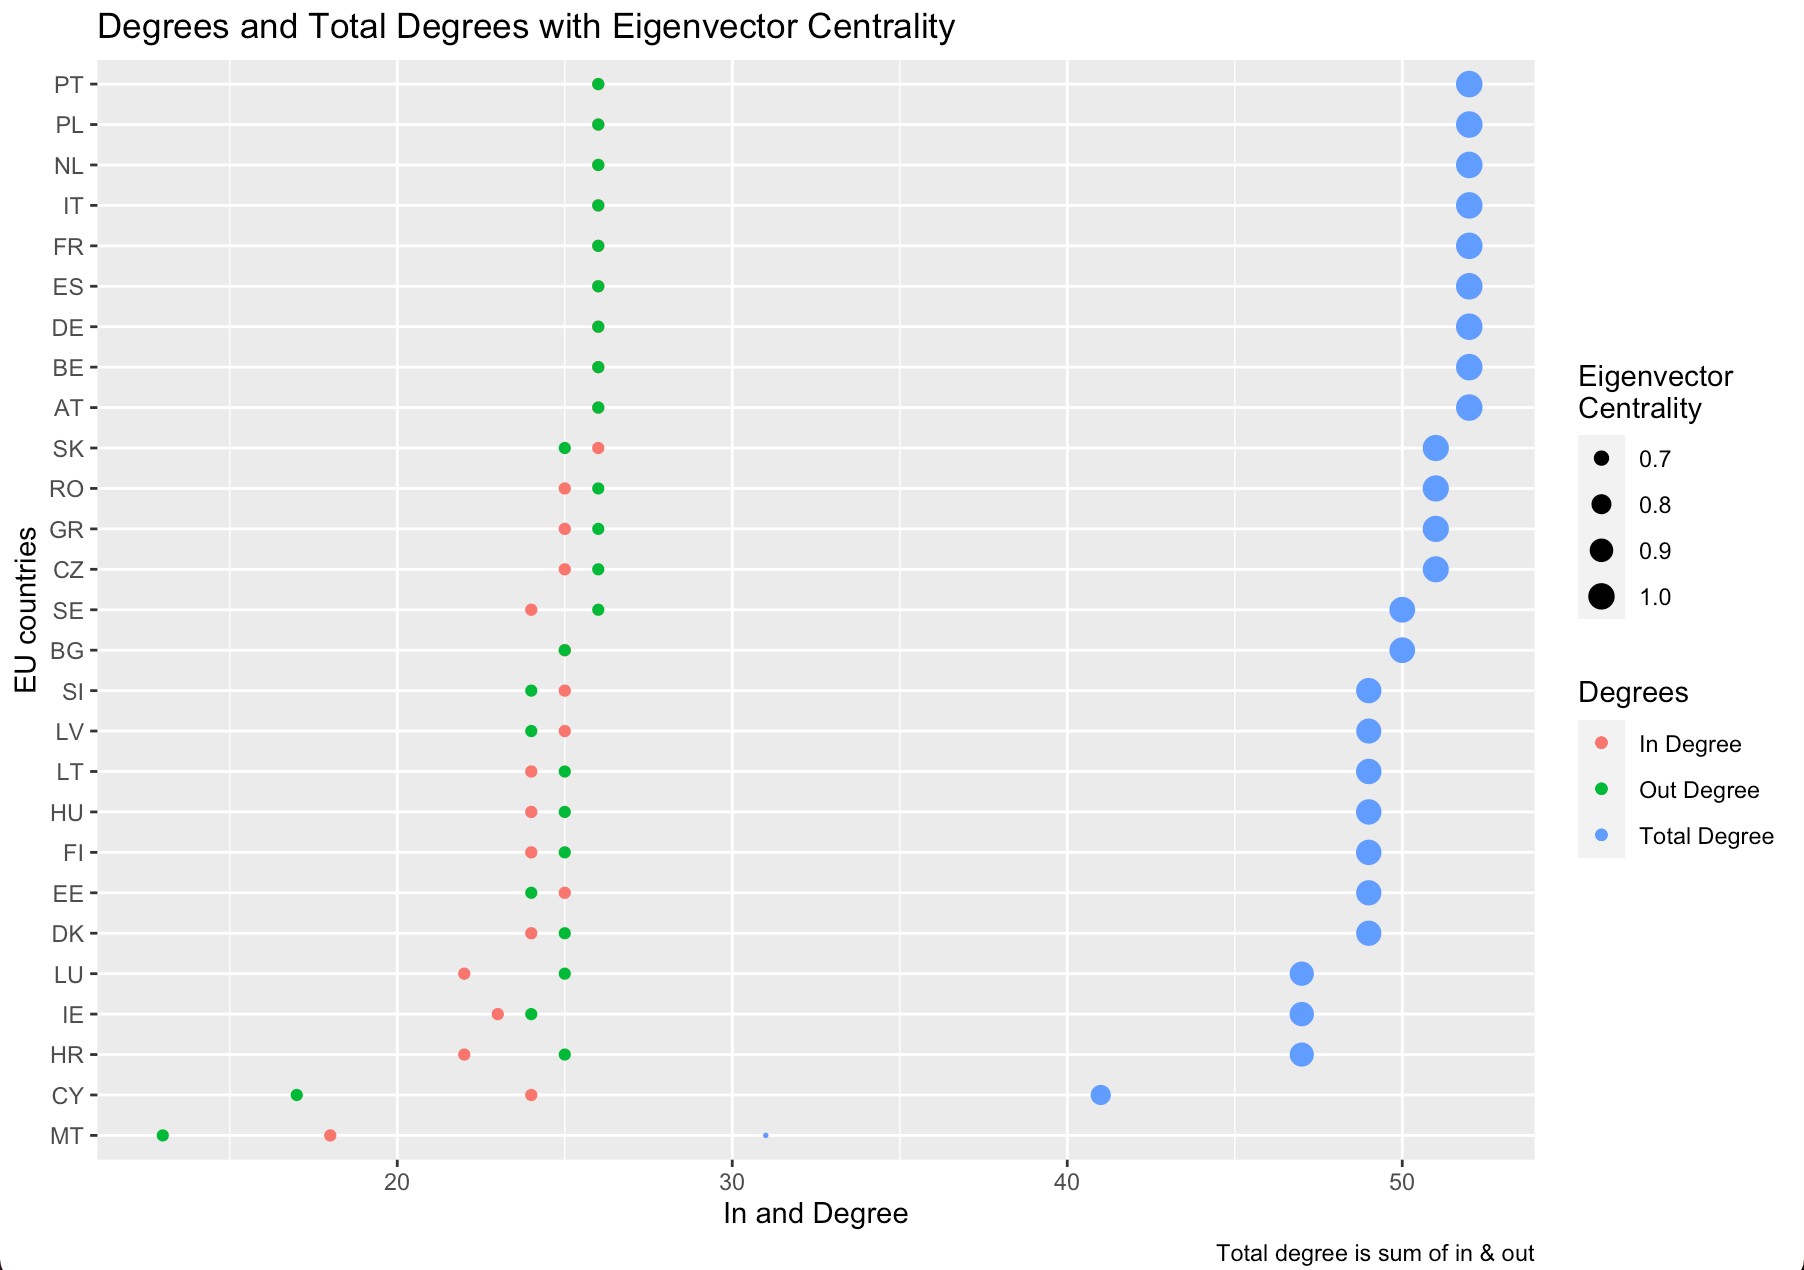 Degrees and Total Degrees with Eigenvector Centrality
PT
PL
NL
IT
FR
ES
DE
BE
AT
SK
RO
GR
CZ
SE
BG
SI
LV
LT
HU
FI
EE
DK
LU
IE
HR
CY
MT
EU countries
20 30 40 50
In and Degree
Total degree is sum of in & out
Eigenvector
Centrality
0.7
0.8
0.9
1.0
Degrees
In Degree
Out Degree
Total Degree